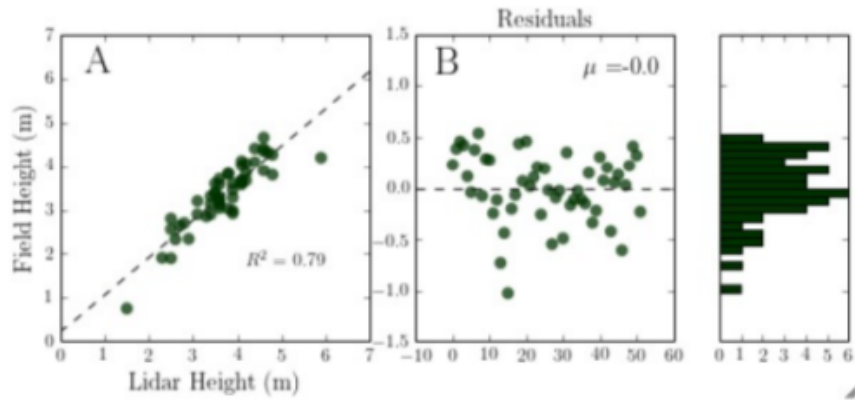 Residuals
A
B
μ =-0.0
R² = 0.79
Field Height (m)
7
6
5
4
3
2
1
0
0 1 2 3 4 5 6 7
Lidar Height (m)
1.5
1.0
0.5
0.0
−0.5
−1.0
−1.5
−10 0 10 20 30 40 50 60
0 1 2 3 4 5 6